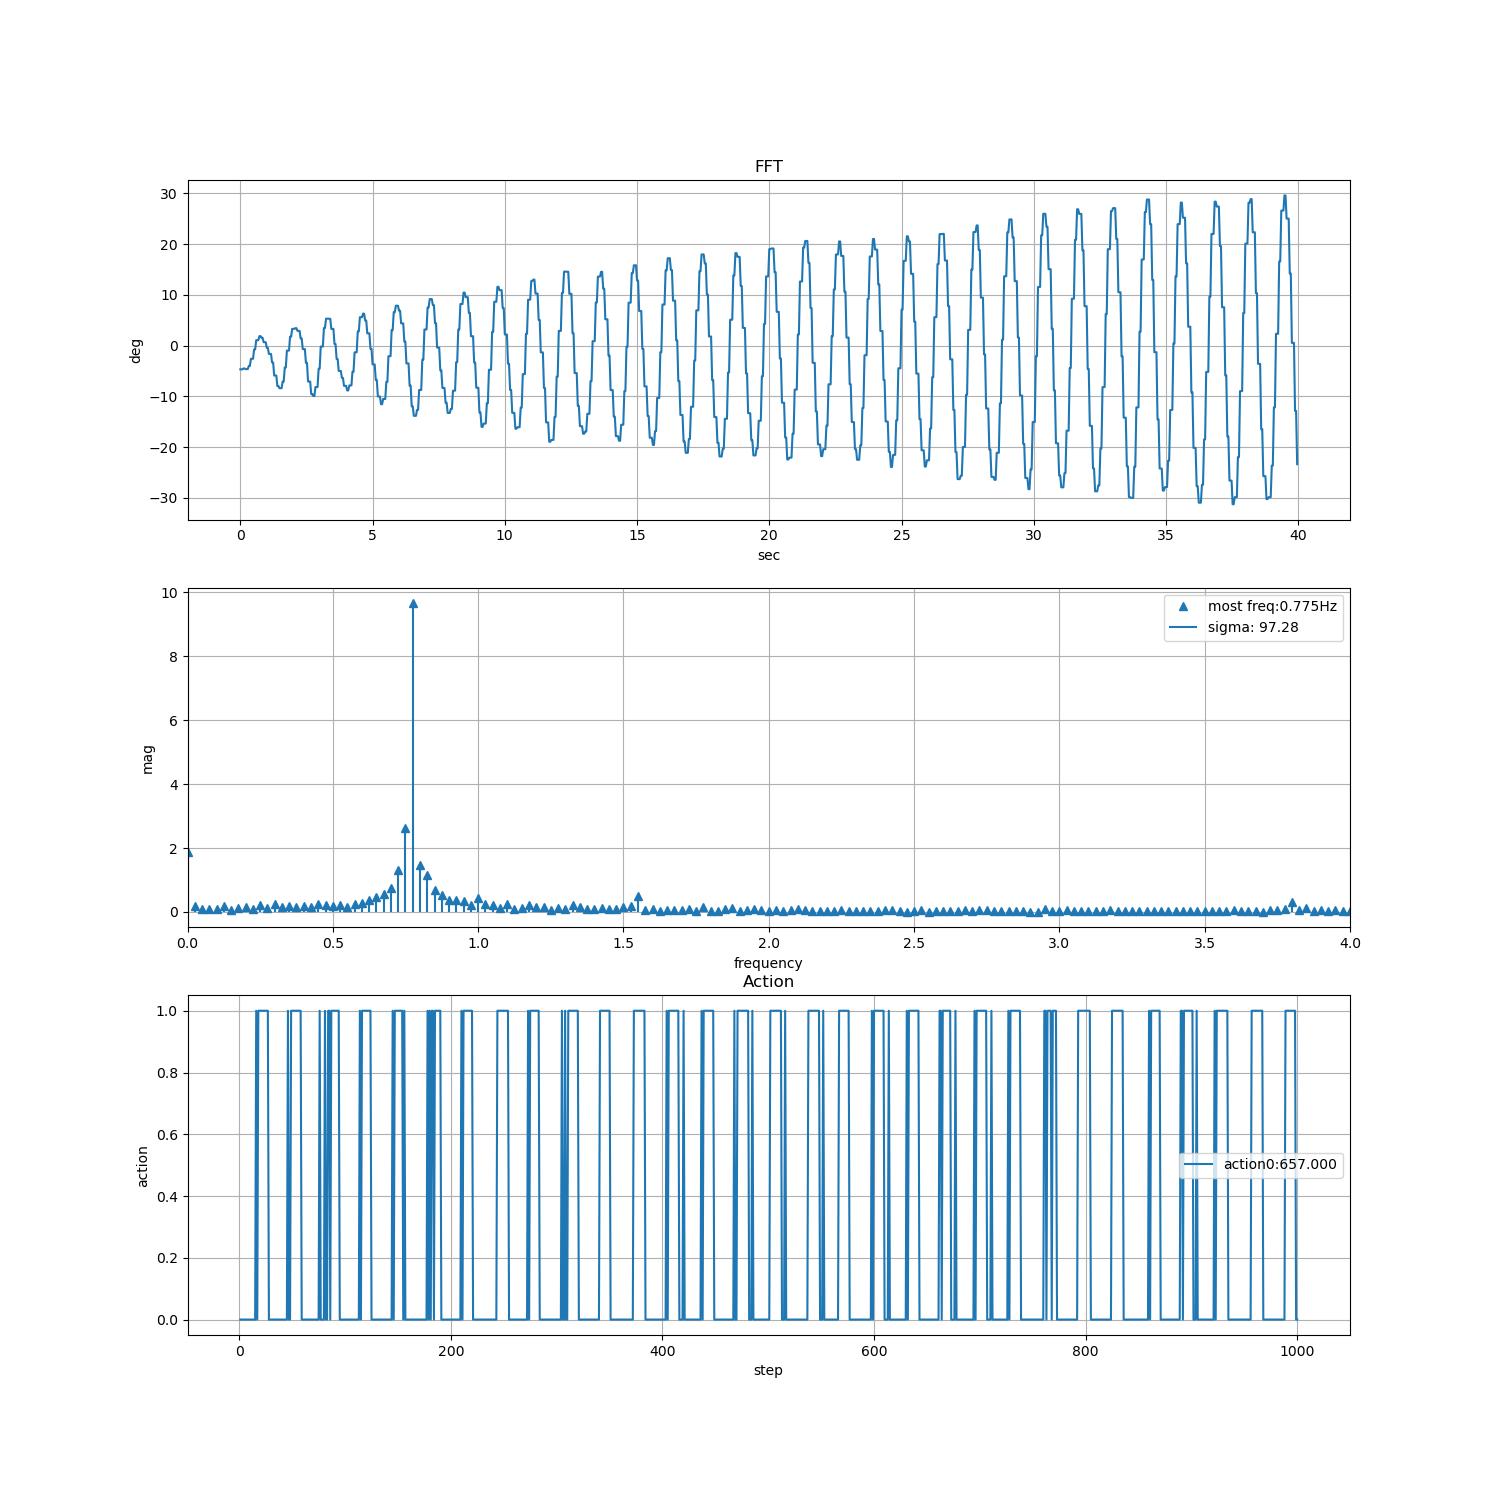 FFT
30
20
10
0
−10
−20
−30
deg
0 5 10 15 20 25 30 35 40
sec
10
8
6
4
2
0
mag
most freq:0.775Hz
sigma: 97.28
0.0 0.5 1.0 1.5 2.0 2.5 3.0 3.5 4.0
frequency
Action
1.0
0.8
0.6
0.4
0.2
0.0
action
action0:657.000
0 200 400 600 800 1000
step